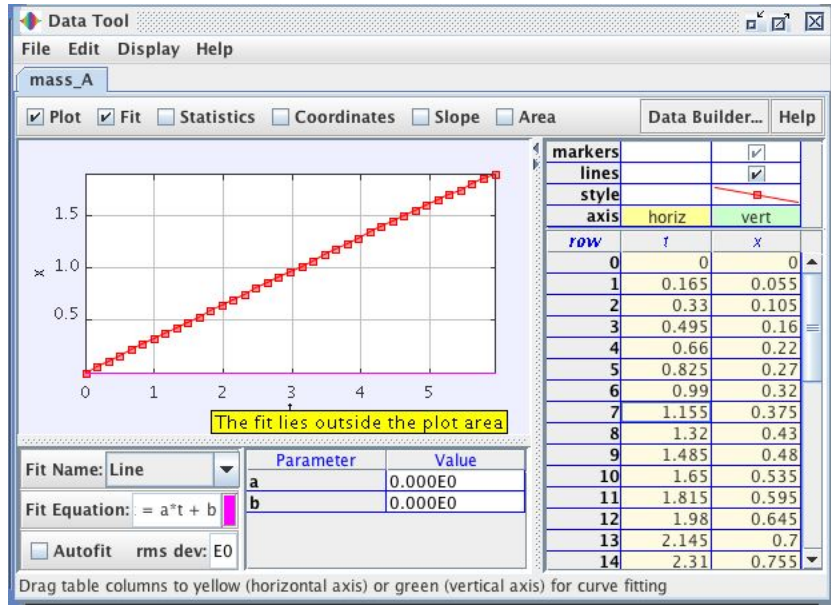 Data Tool
File Edit Display Help
mass_A
Plot Fit Statistics Coordinates Slope Area Data Builder... Help
markers
lines
style
axis horiz vert
row t x
0 0 0
1 0.165 0.055
2 0.33 0.105
3 0.495 0.16
4 0.66 0.22
5 0.825 0.27
6 0.99 0.32
7 1.155 0.375
8 1.32 0.43
9 1.485 0.48
10 1.65 0.535
11 1.815 0.595
12 1.98 0.645
13 2.145 0.7
14 2.31 0.755
1.5
1.0
x
0.5
0 1 2 3 4 5
t
The fit lies outside the plot area
Fit Name: Line
Fit Equation: = a*t + b
Autofit rms dev: E0
Parameter Value
a 0.000E0
b 0.000E0
Drag table columns to yellow (horizontal axis) or green (vertical axis) for curve fitting